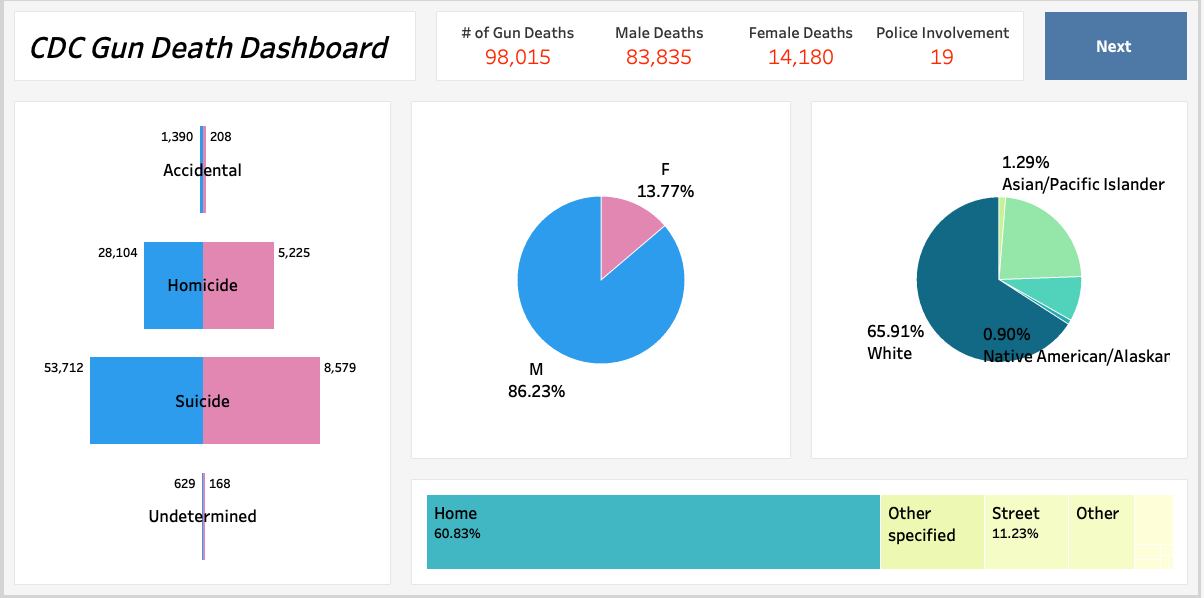 CDC Gun Death Dashboard
# of Gun Deaths
98,015
Male Deaths
83,835
Female Deaths
14,180
Police Involvement
19
Next
1,390
208
Accidental
28,104
5,225
Homicide
53,712
8,579
Suicide
629
168
Undetermined
F
13.77%
M
86.23%
1.29%
Asian/Pacific Islander
65.91%
White
0.90%
Native American/Alaskan
Home
60.83%
Other
specified
Street
11.23%
Other